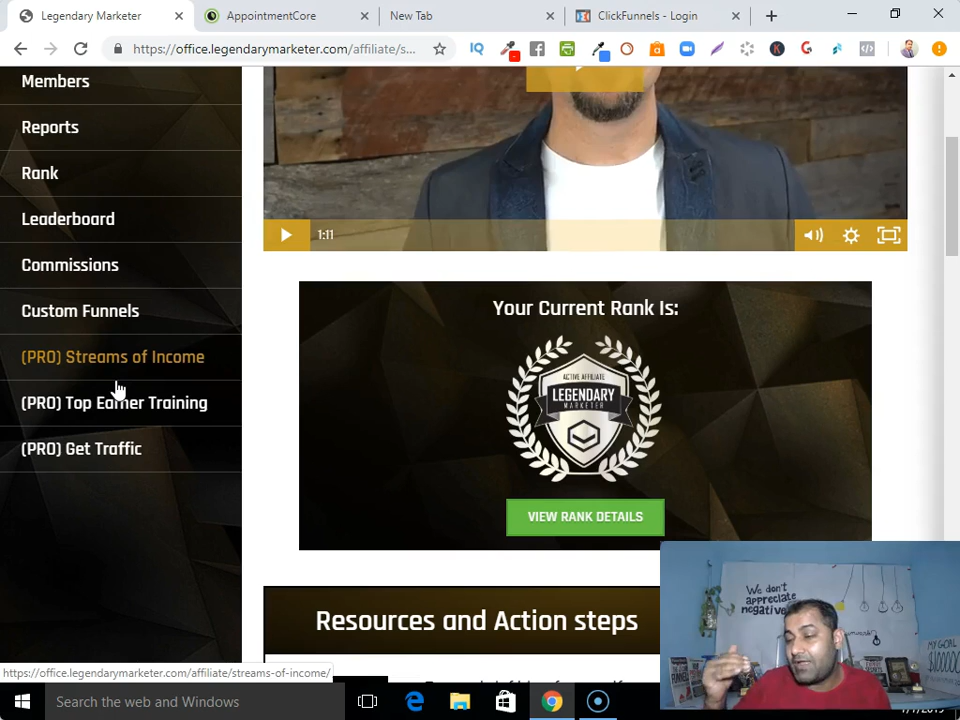 Legendary Marketer
AppointmentCore
New Tab
ClickFunnels - Login
https://office.legendarymarketer.com/affiliate/s...
Members
Reports
Rank
Leaderboard
Commissions
Custom Funnels
(PRO) Streams of Income
(PRO) Top Earner Training
(PRO) Get Traffic
1:11
Your Current Rank Is:
ACTIVE AFFILIATE
LEGENDARY
MARKETER
VIEW RANK DETAILS
Resources and Action steps
We don't
appreciate
negative
MY GOAL
https://office.legendarymarketer.com/affiliate/streams-of-income/
Search the web and Windows